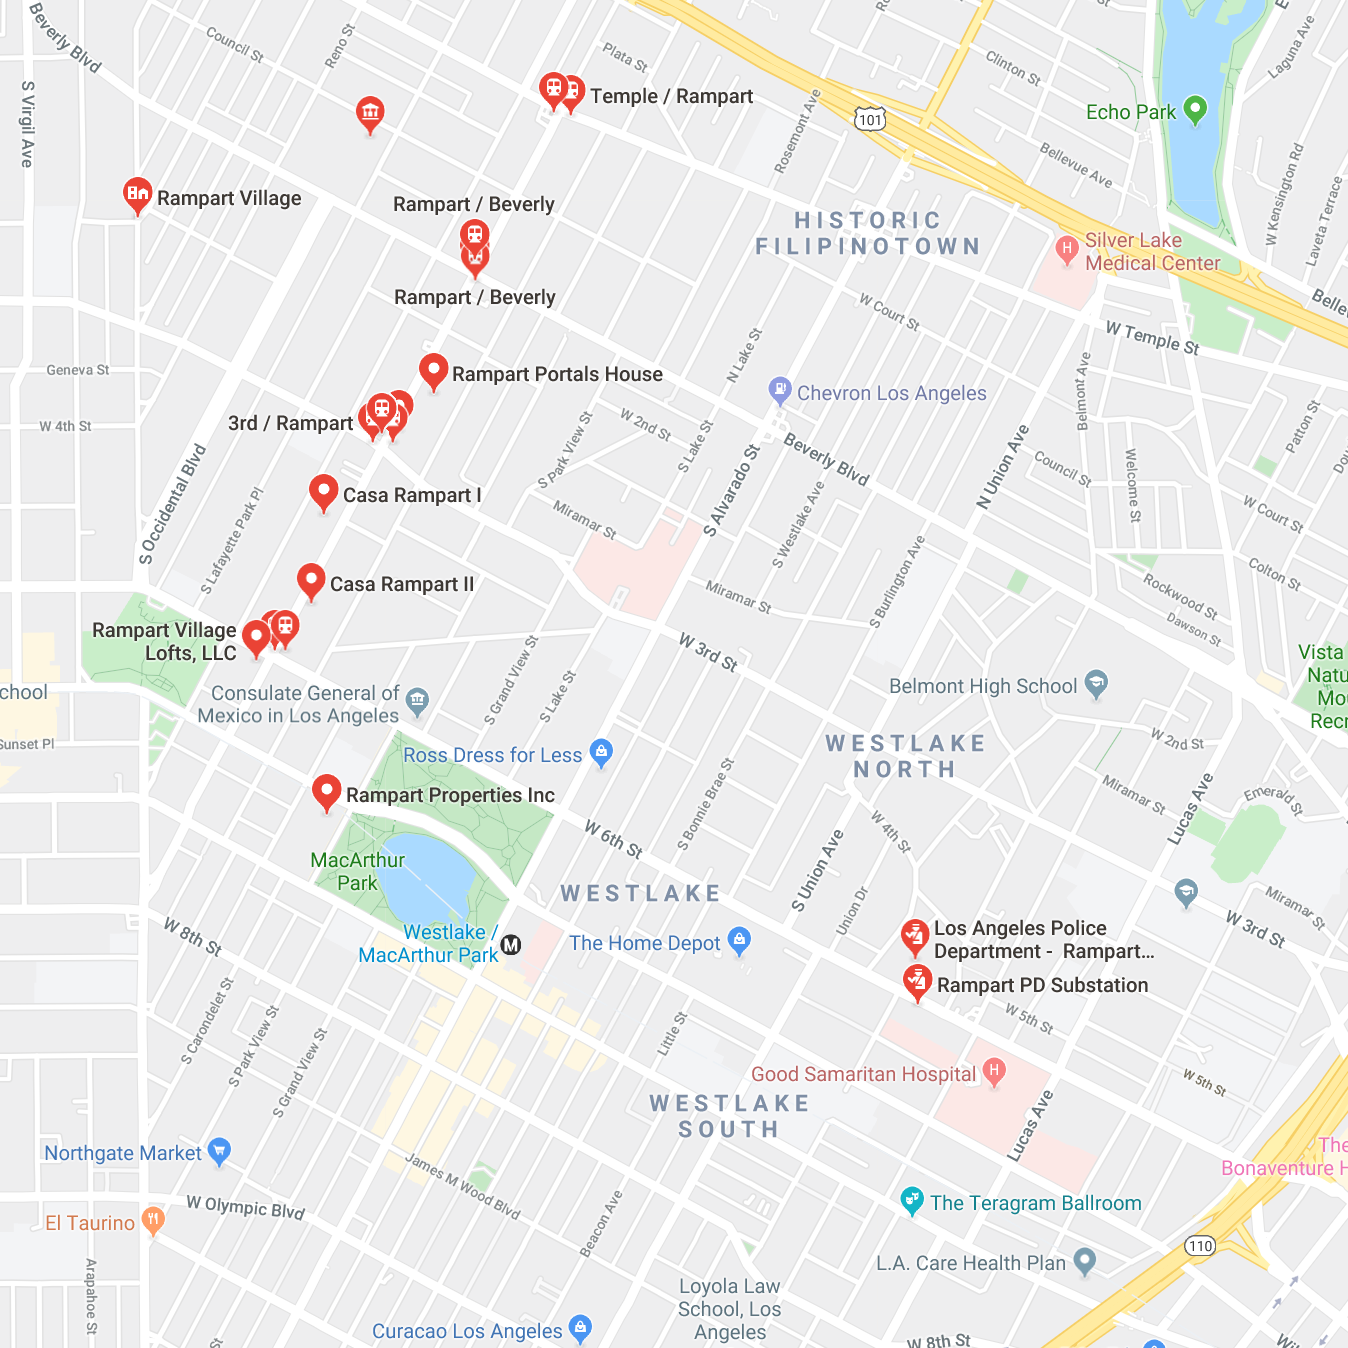 Beverly Blvd
Council St
Reno St
Plata St
S Virgil Ave
Temple / Rampart
Rosemont Ave
101
Clinton St
Laguna Ave
Echo Park
Bellevue Ave
W Kensington Rd
Laveta Terrace
Rampart Village
Rampart / Beverly
HISTORIC
FILIPINOTOWN
Silver Lake
Medical Center
Rampart / Beverly
W Court St
Belle
W Temple St
N Lake St
Geneva St
Rampart Portals House
Chevron Los Angeles
Belmont Ave
W 4th St
3rd / Rampart
W 2nd St
S Park View St
S Lake St
Beverly Blvd
N Union Ave
Patton St
Council St
Welcome St
S Occidental Blvd
S Lafayette Park Pl
Casa Rampart I
Miramar St
S Alvarado St
S Westlake Ave
W Court St
Casa Rampart II
Miramar St
S Burlington Ave
Rockwood St
Colton St
Dawson St
Rampart Village
Lofts, LLC
W 3rd St
S Grand View St
S Lake St
Vista
Natu
Mo
Recr
chool
Consulate General of
Mexico in Los Angeles
Belmont High School
Sunset Pl
Ross Dress for Less
WESTLAKE
NORTH
W 2nd St
Rampart Properties Inc
S Bonnie Brae St
Miramar St
Lucas Ave
Emerald St
W 6th St
S Union Ave
W 4th St
MacArthur
Park
WESTLAKE
Union Dr
Miramar St
W 8th St
Westlake /
MacArthur Park
M
The Home Depot
Los Angeles Police
Department - Rampart...
W 3rd St
Rampart PD Substation
S Carondelet St
S Park View St
S Grand View St
Little St
W 5th St
Good Samaritan Hospital
W 5th St
WESTLAKE
SOUTH
Lucas Ave
Northgate Market
James M Wood Blvd
The
Bonaventure H
W Olympic Blvd
El Taurino
Beacon Ave
The Teragram Ballroom
110
Arapahoe St
L.A. Care Health Plan
Loyola Law
School, Los
Angeles
Curacao Los Angeles
W 8th St